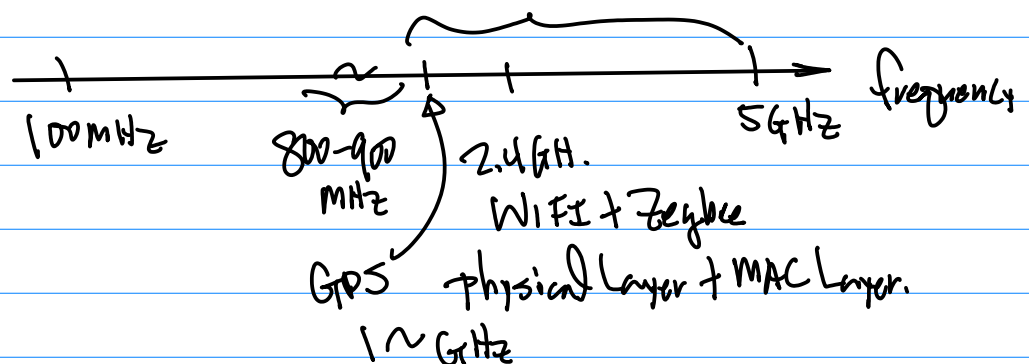 frequency
100mHz
5GHz
800-900
mHz
2.4GH.
WIFI + Zegbee
GPS
physical Layer + MAC Layer.
1~GHz